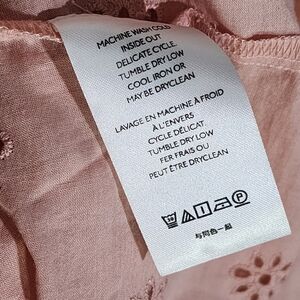 MACHINE WASH COLD
INSIDE OUT
DELICATE CYCLE.
TUMBLE DRY LOW
COOL IRON OR
MAY BE DRYCLEAN
LAVAGE EN MACHINE À FROID
À L'ENVERS
CYCLE DÉLICAT.
TUMBLE DRY LOW
FER FRAIS OU
PEUT ÊTRE DRYCLEAN
与同色一起